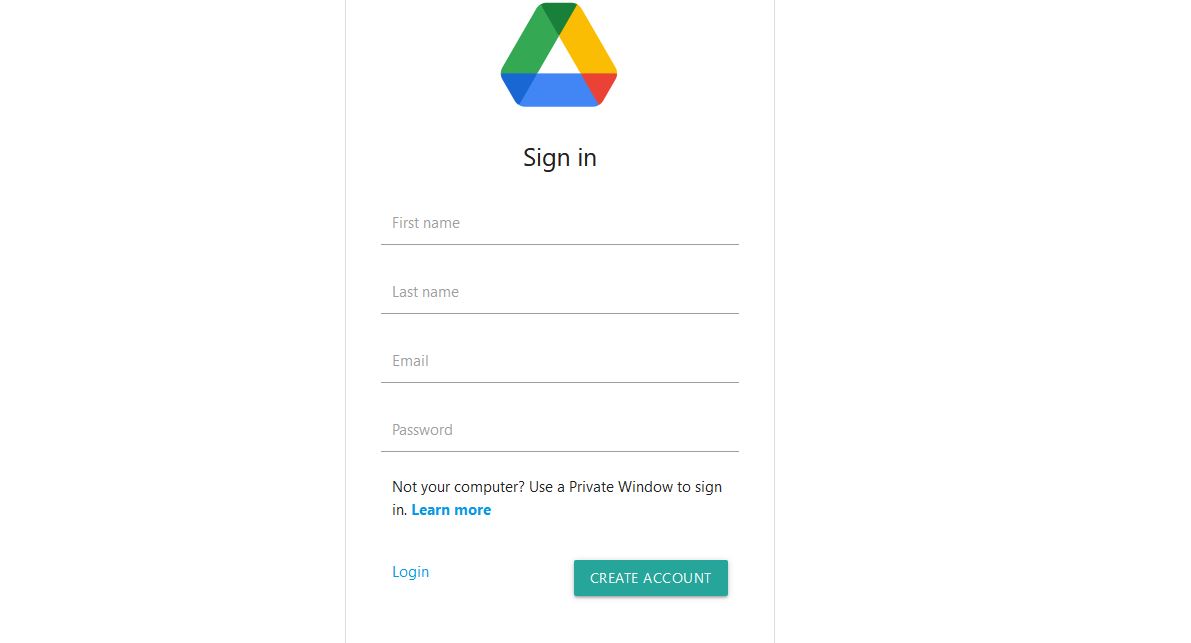 Sign in
First name
Last name
Email
Password
Not your computer? Use a Private Window to sign
in. Learn more
Login
CREATE ACCOUNT